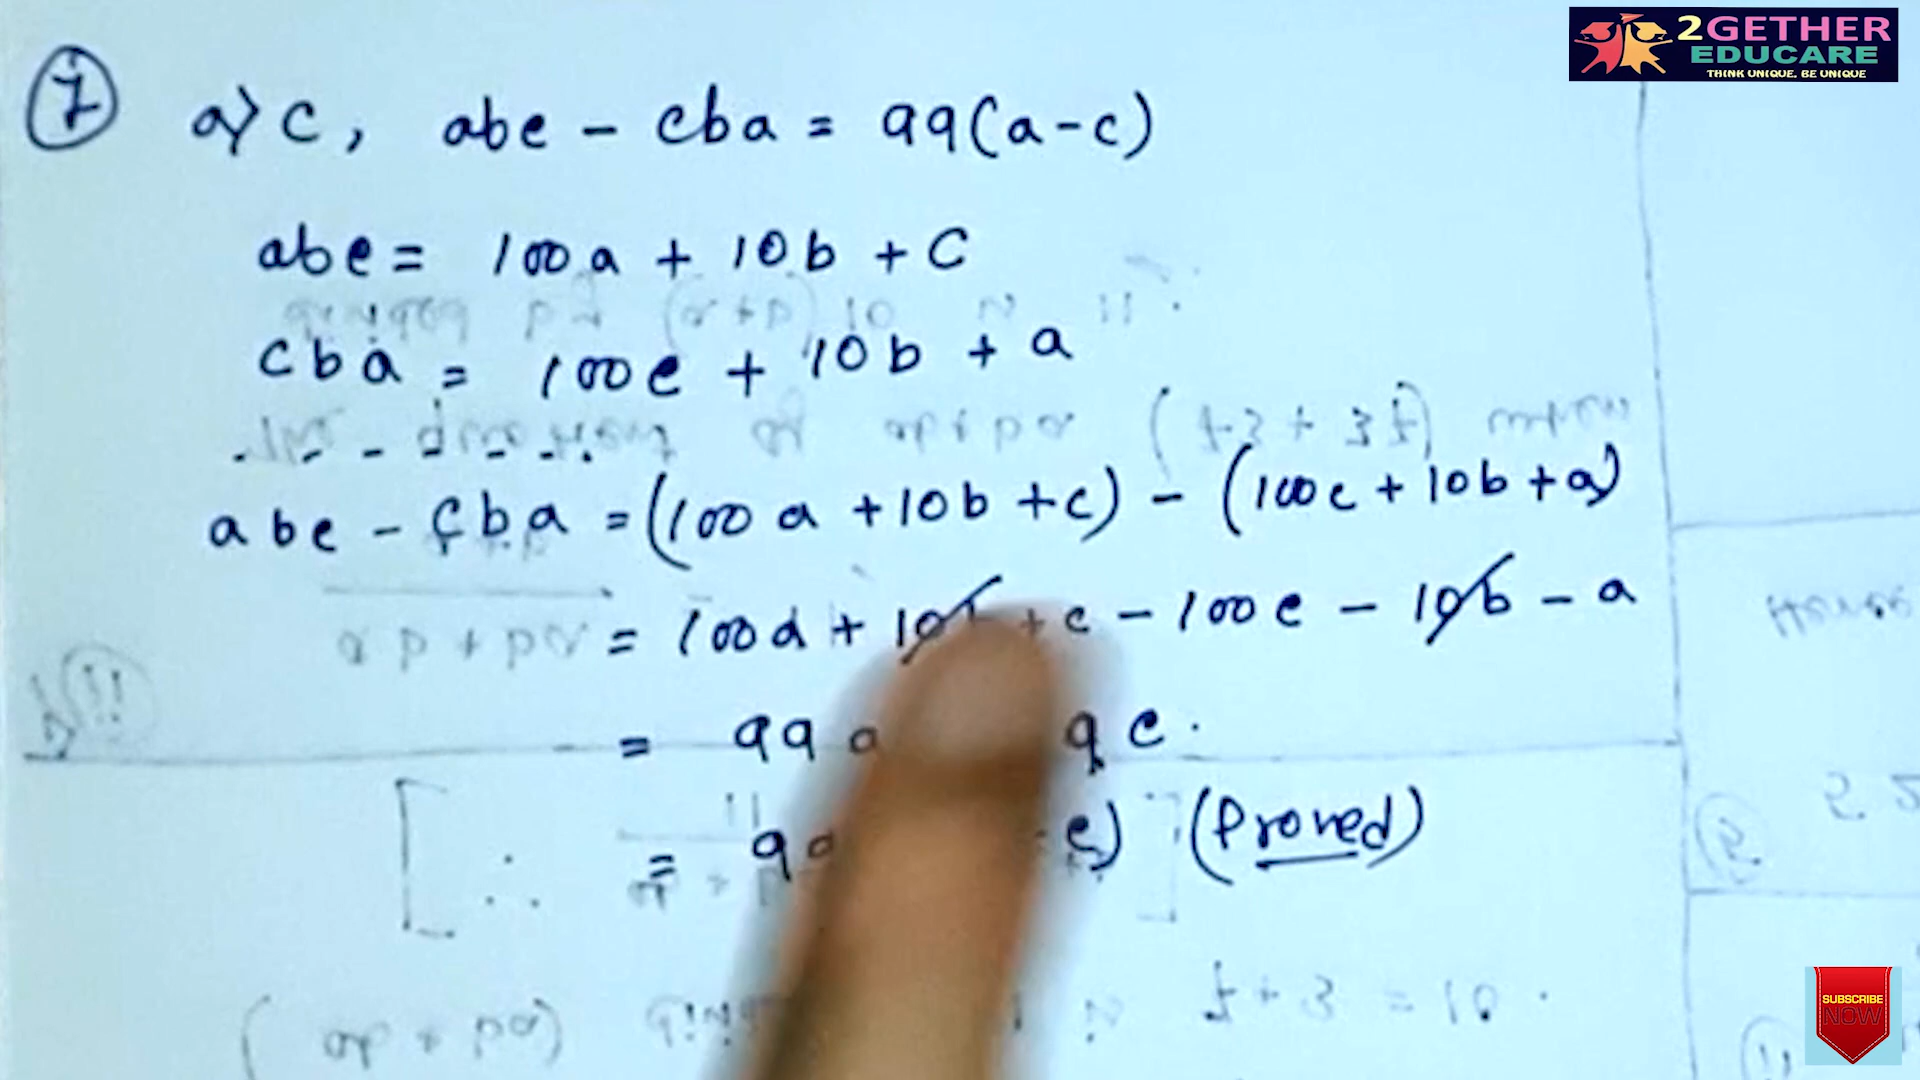 2GETHER
EDUCARE
THINK UNIQUE. BE UNIQUE
7 a>c, abc - cba = 99(a-c)
abc = 100a + 10b + c
cba = 100c + 10b + a
abc - cba = (100a + 10b + c) - (100c + 10b + a)
= 100a + 10b + c - 100c - 10b - a
= 99a 9c.
= 99 c) (Proved)
SUBSCRIBE
NOW